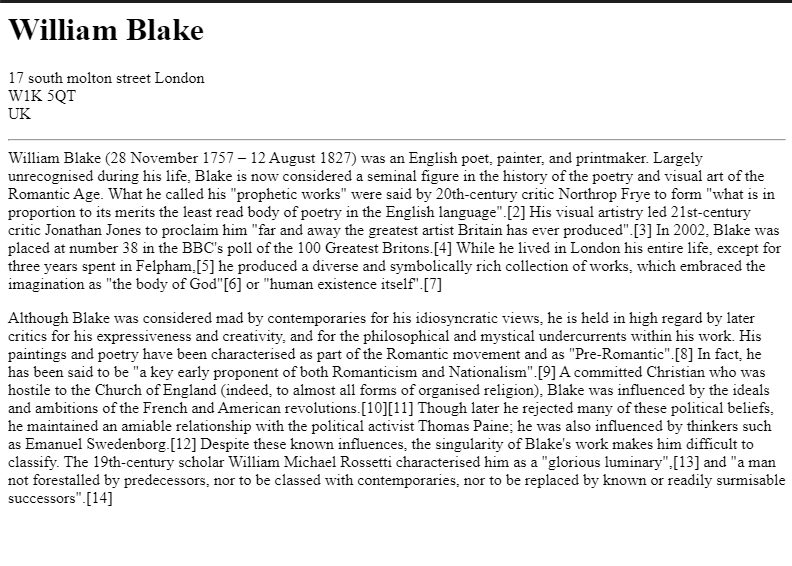 William Blake
17 south molton street London
W1K 5QT
UK
William Blake (28 November 1757 – 12 August 1827) was an English poet, painter, and printmaker. Largely
unrecognised during his life, Blake is now considered a seminal figure in the history of the poetry and visual art of the
Romantic Age. What he called his "prophetic works" were said by 20th-century critic Northrop Frye to form "what is in
proportion to its merits the least read body of poetry in the English language".[2] His visual artistry led 21st-century
critic Jonathan Jones to proclaim him "far and away the greatest artist Britain has ever produced".[3] In 2002, Blake was
placed at number 38 in the BBC's poll of the 100 Greatest Britons.[4] While he lived in London his entire life, except for
three years spent in Felpham,[5] he produced a diverse and symbolically rich collection of works, which embraced the
imagination as "the body of God"[6] or "human existence itself".[7]
Although Blake was considered mad by contemporaries for his idiosyncratic views, he is held in high regard by later
critics for his expressiveness and creativity, and for the philosophical and mystical undercurrents within his work. His
paintings and poetry have been characterised as part of the Romantic movement and as "Pre-Romantic".[8] In fact, he
has been said to be "a key early proponent of both Romanticism and Nationalism".[9] A committed Christian who was
hostile to the Church of England (indeed, to almost all forms of organised religion), Blake was influenced by the ideals
and ambitions of the French and American revolutions.[10][11] Though later he rejected many of these political beliefs,
he maintained an amiable relationship with the political activist Thomas Paine; he was also influenced by thinkers such
as Emanuel Swedenborg.[12] Despite these known influences, the singularity of Blake's work makes him difficult to
classify. The 19th-century scholar William Michael Rossetti characterised him as a "glorious luminary",[13] and "a man
not forestalled by predecessors, nor to be classed with contemporaries, nor to be replaced by known or readily surmisable
successors".[14]